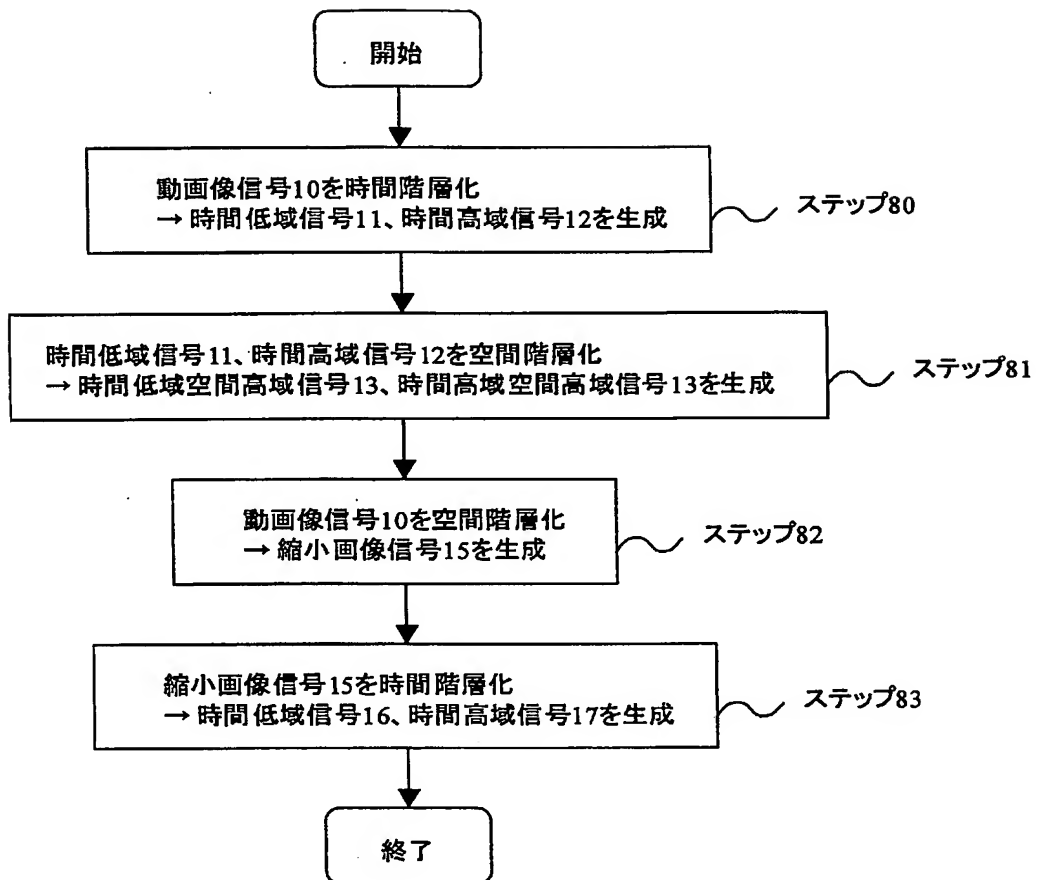 開始
動画像信号10を時間階層化
→ 時間低域信号11、時間高域信号12を生成
ステップ80
時間低域信号11、時間高域信号12を空間階層化
→ 時間低域空間高域信号13、時間高域空間高域信号13を生成
ステップ81
動画像信号10を空間階層化
→ 縮小画像信号15を生成
ステップ82
縮小画像信号15を時間階層化
→ 時間低域信号16、時間高域信号17を生成
ステップ83
終了